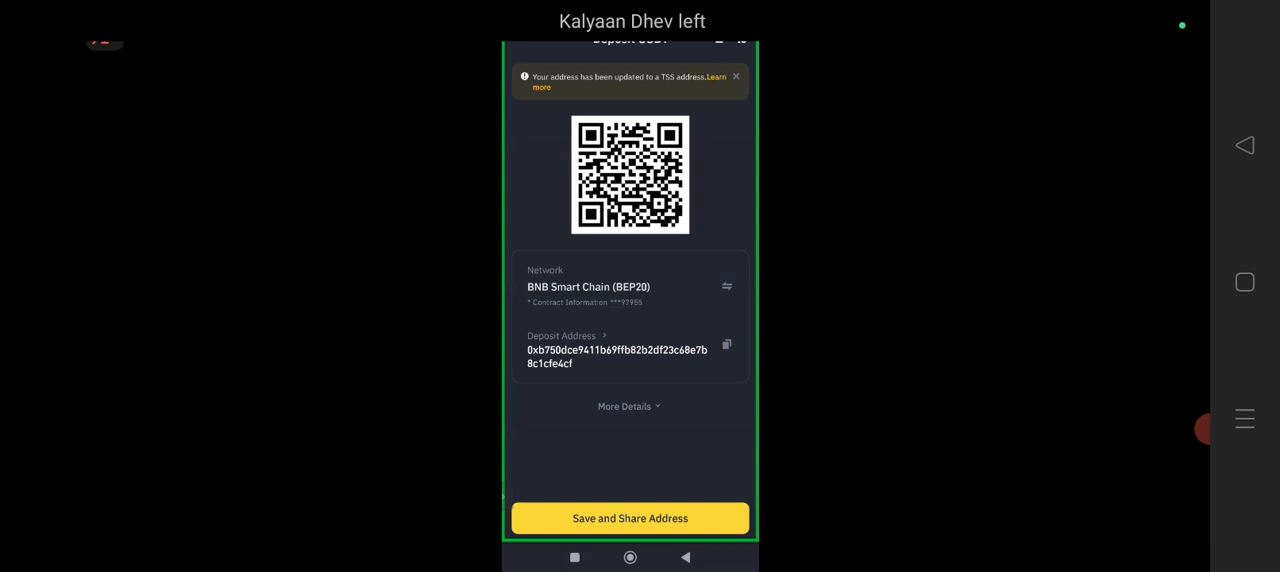 Kalyaan Dhev left
Your address has been updated to a TSS address.Learn
more
Network
BNB Smart Chain (BEP20)
* Contract Information ***97955
Deposit Address >
0xb750dce9411b69ffb82b2df23c68e7b
8c1cfe4cf
More Details
Save and Share Address